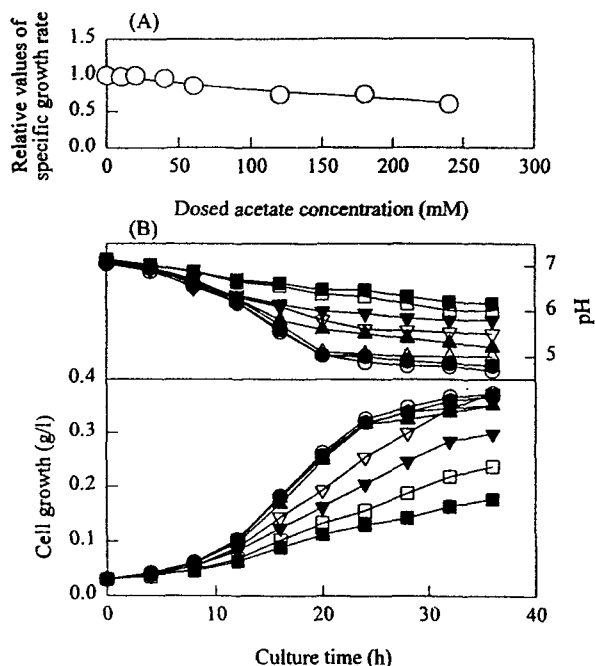 (A)
Relative values of
specific growth rate
1.5
1.0
0.5
0.0
0 50 100 150 200 250 300
Dosed acetate concentration (mM)
(B)
7
6
5
pH
0.4
0.3
0.2
0.1
0.0
Cell growth (g/l)
0 10 20 30 40
Culture time (h)